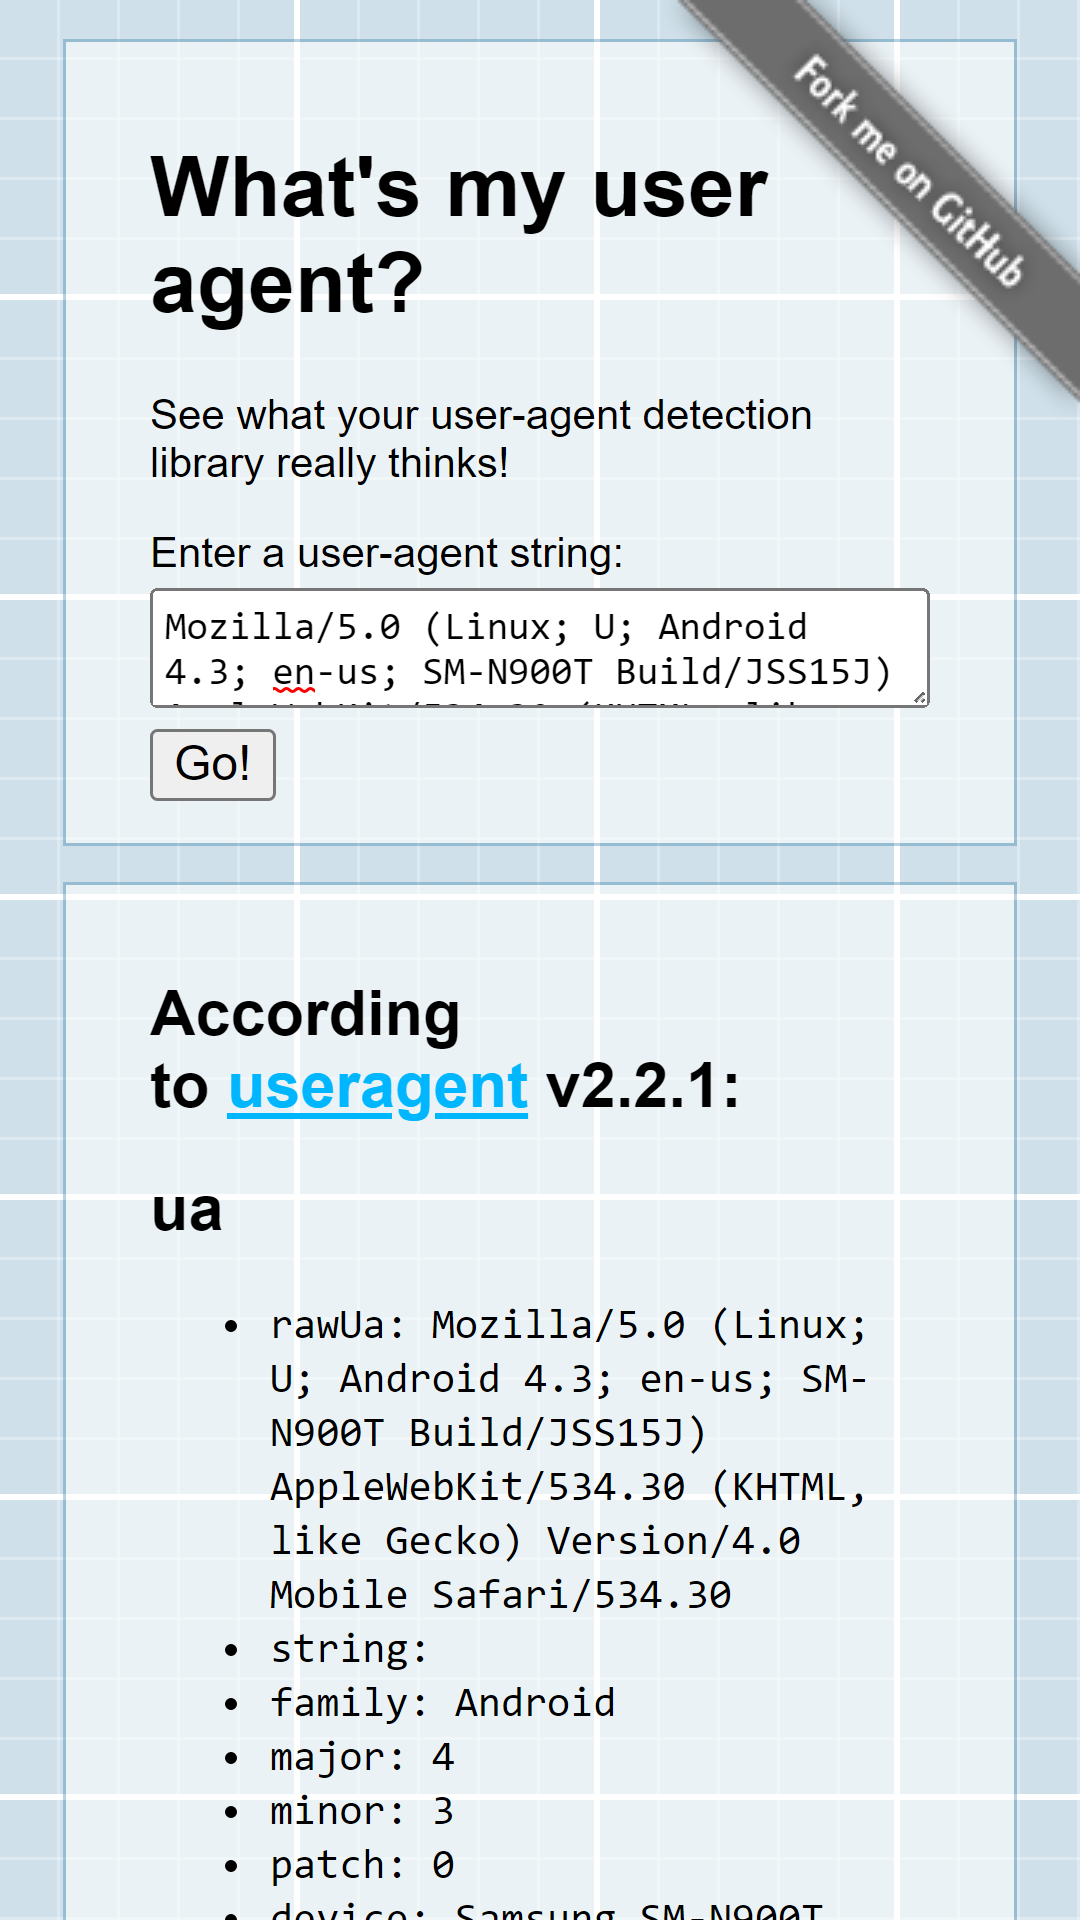 Fork me on GitHub
What's my user
agent?
See what your user-agent detection
library really thinks!
Enter a user-agent string:
Mozilla/5.0 (Linux; U; Android
4.3; en-us; SM-N900T Build/JSS15J)
Go!
According
to useragent v2.2.1:
ua
• rawUa: Mozilla/5.0 (Linux;
U; Android 4.3; en-us; SM-
N900T Build/JSS15J)
AppleWebKit/534.30 (KHTML,
like Gecko) Version/4.0
Mobile Safari/534.30
• string:
• family: Android
• major: 4
• minor: 3
• patch: 0
• device: Samsung SM-N900T